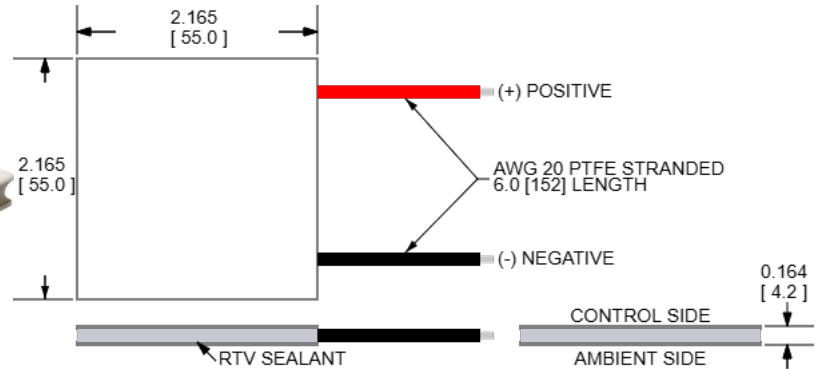 2.165
[ 55.0 ]
(+) POSITIVE
2.165
[ 55.0 ]
AWG 20 PTFE STRANDED
6.0 [152] LENGTH
(-) NEGATIVE
0.164
[ 4.2 ]
CONTROL SIDE
RTV SEALANT
AMBIENT SIDE